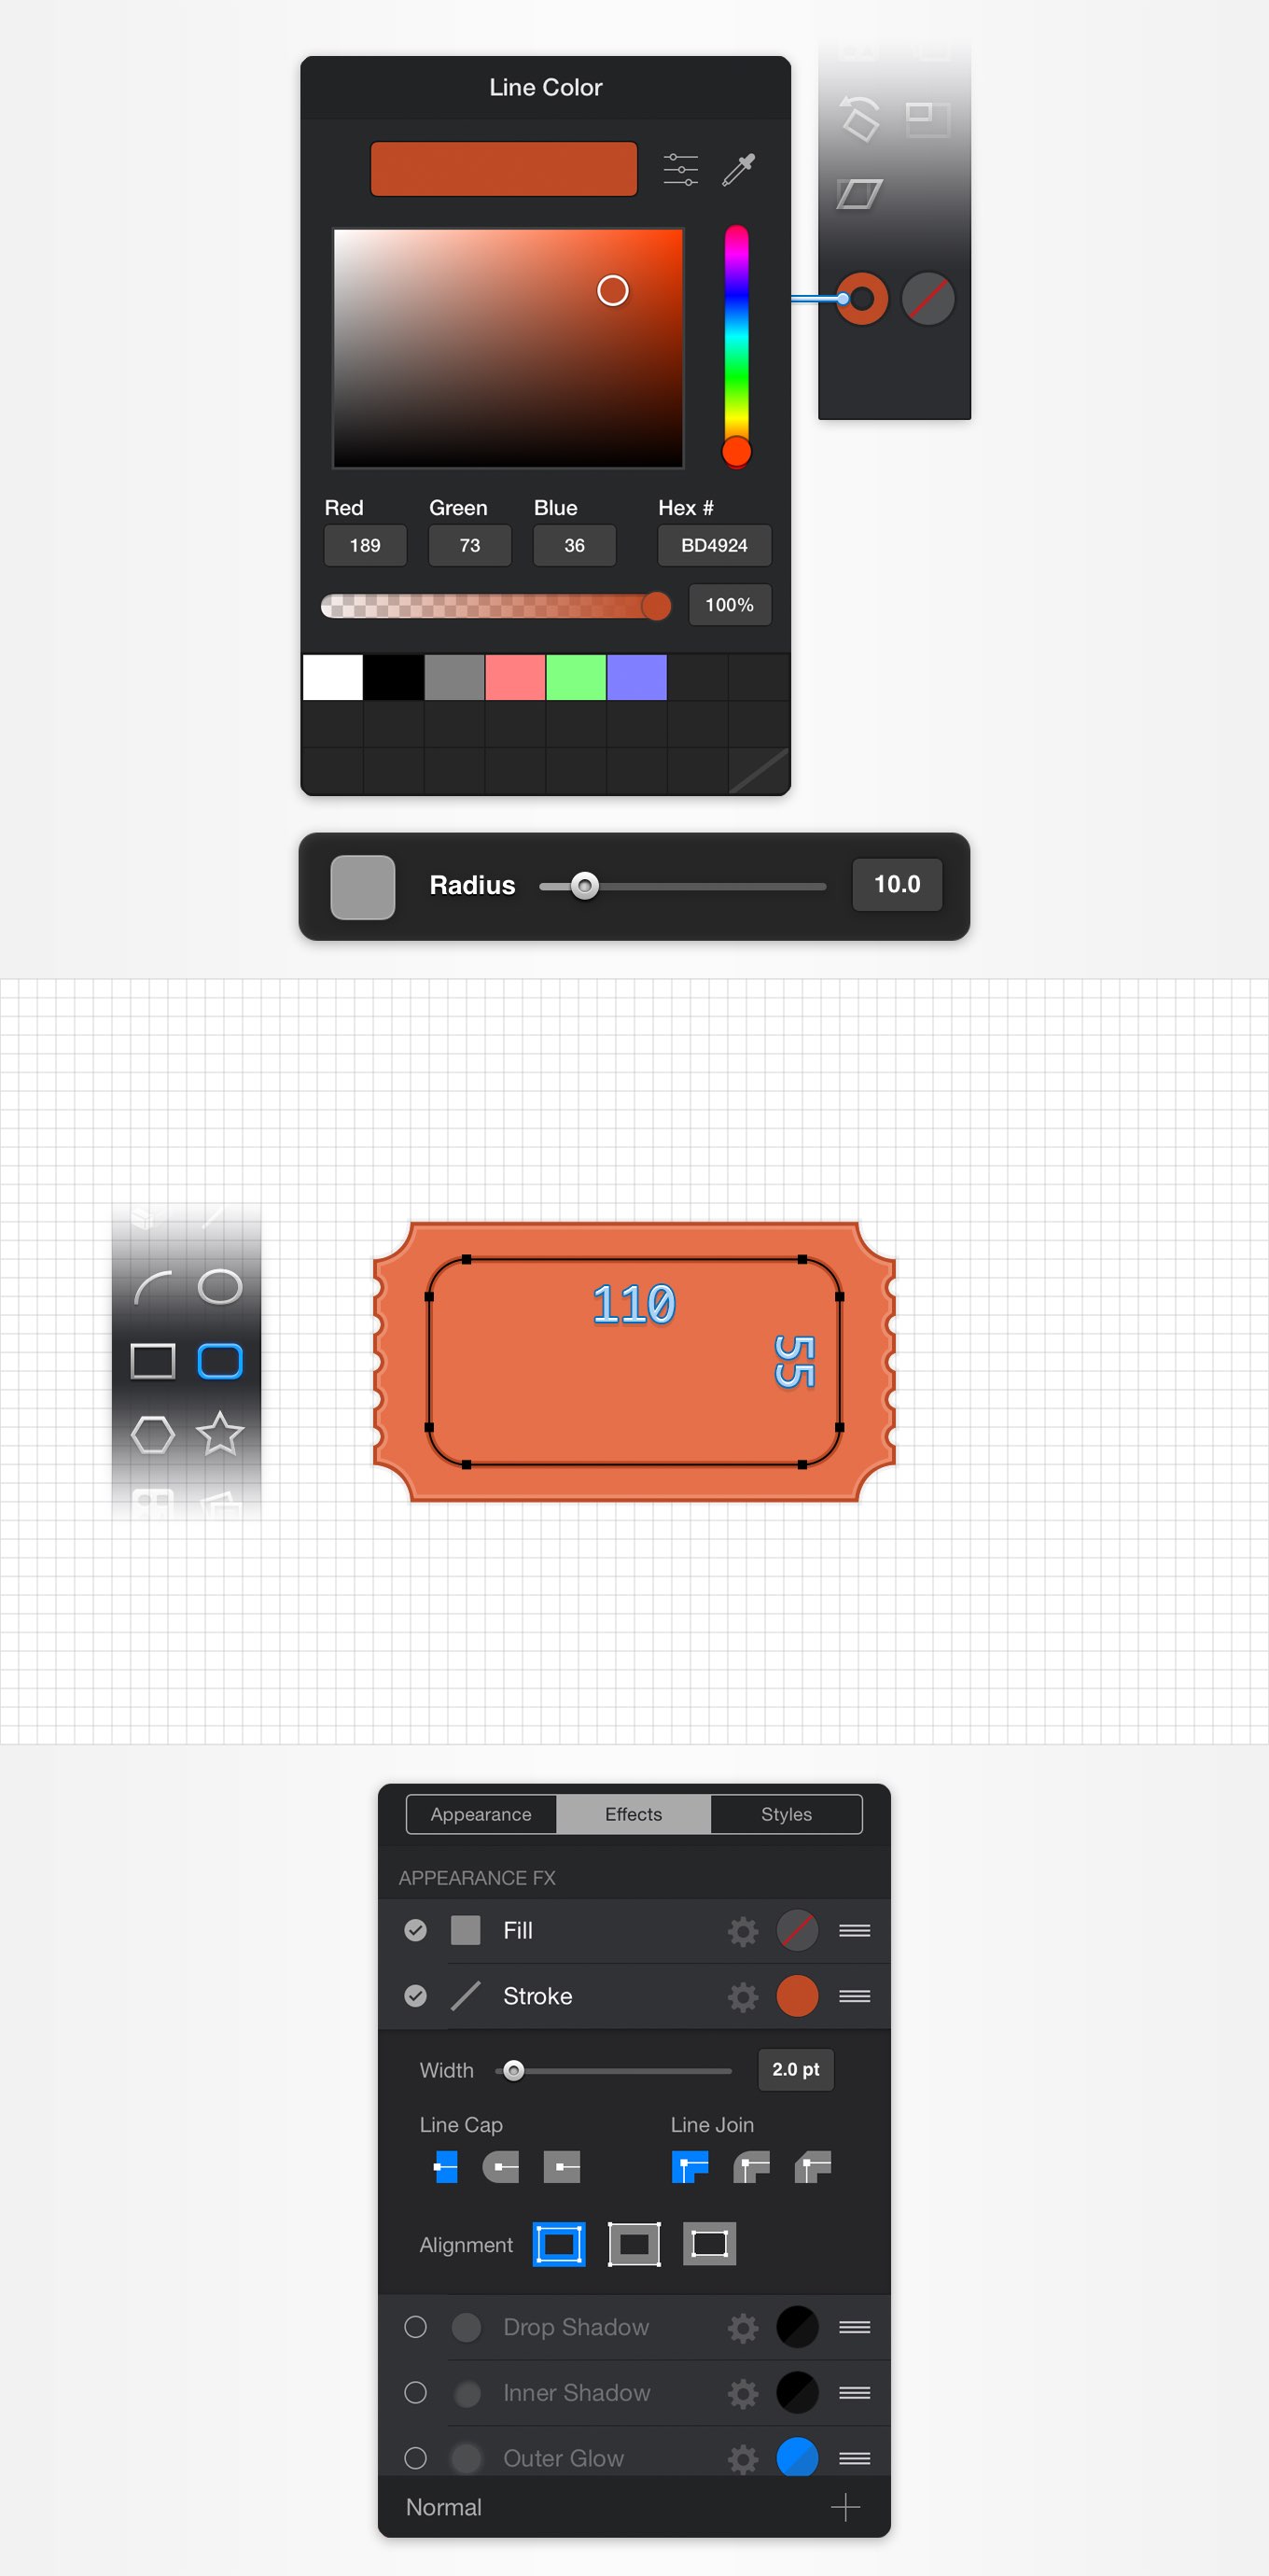 Line Color
Red Green Blue Hex #
189 73 36 BD4924
100%
Radius 10.0
110
55
Appearance Effects Styles
APPEARANCE FX
Fill
Stroke
Width 2.0 pt
Line Cap Line Join
Alignment
Drop Shadow
Inner Shadow
Outer Glow
Normal